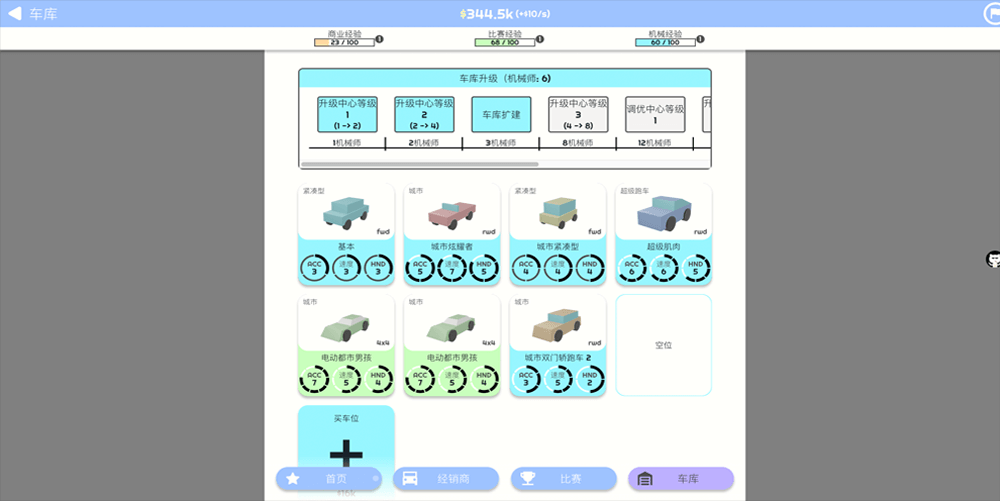 车库
$344.5k (+$10/s)
商业经验
23 / 100
比赛经验
68 / 100
机械经验
60 / 100
车库升级（机械师: 6)
升级中心等级
1
(1 -> 2)
升级中心等级
2
(2 -> 4)
车库扩建
升级中心等级
3
(4 -> 8)
调优中心等级
1
升
1机械师
2机械师
3机械师
8机械师
12机械师
紧凑型
fwd
基本
ACC 3
速度 3
HND 3
城市
rwd
城市炫耀者
ACC 5
速度 7
HND 5
紧凑型
fwd
城市紧凑型
ACC 4
速度 4
HND 4
超级跑车
rwd
超级肌肉
ACC 6
速度 6
HND 5
城市
4x4
电动都市男孩
ACC 7
速度 5
HND 4
城市
4x4
电动都市男孩
ACC 7
速度 5
HND 4
城市
rwd
城市双门轿跑车 2
ACC 3
速度 5
HND 2
空位
买车位
$16k
首页
经销商
比赛
车库